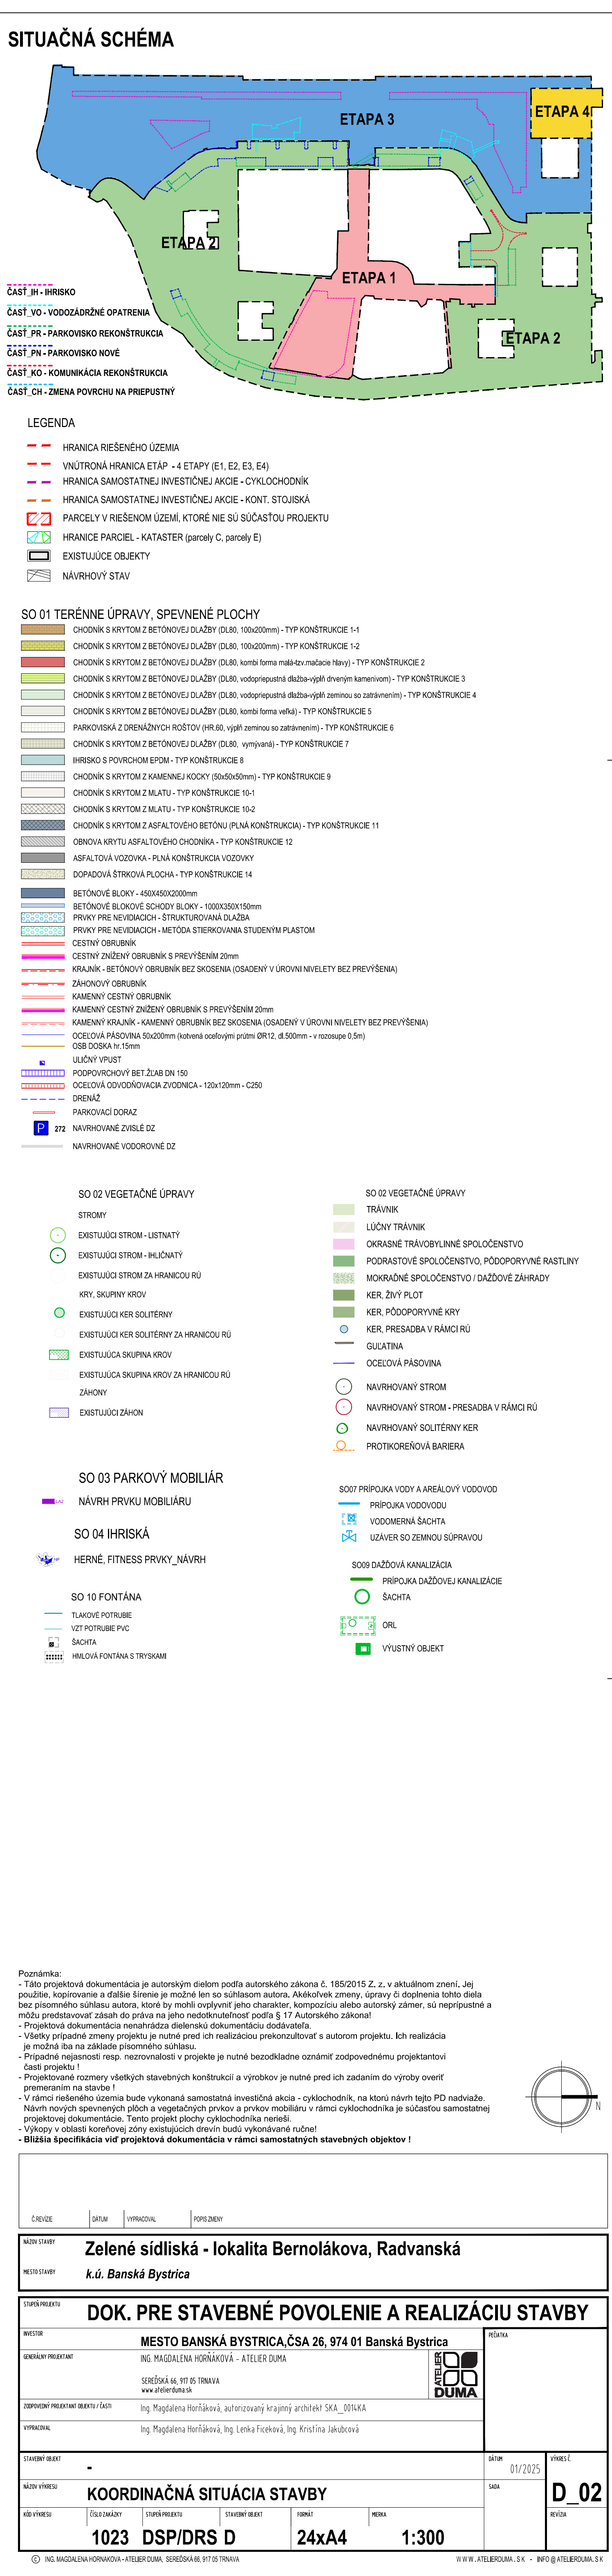 SITUAČNÁ SCHÉMA
ETAPA 3
ETAPA 4
ETAPA 2
ETAPA 1
ETAPA 2
ČASŤ_IH - IHRISKO
ČASŤ_VO - VODOZÁDRŽNÉ OPATRENIA
ČASŤ_PR - PARKOVISKO REKONŠTRUKCIA
ČASŤ_PN - PARKOVISKO NOVÉ
ČASŤ_KO - KOMUNIKÁCIA REKONŠTRUKCIA
ČASŤ_CH - ZMENA POVRCHU NA PRIEPUSTNÝ
LEGENDA
HRANICA RIEŠENÉHO ÚZEMIA
VNÚTRONÁ HRANICA ETÁP - 4 ETAPY (E1, E2, E3, E4)
HRANICA SAMOSTATNEJ INVESTIČNEJ AKCIE - CYKLOCHODNÍK
HRANICA SAMOSTATNEJ INVESTIČNEJ AKCIE - KONT. STOJISKÁ
PARCELY V RIEŠENOM ÚZEMÍ, KTORÉ NIE SÚ SÚČASŤOU PROJEKTU
HRANICE PARCIEL - KATASTER (parcely C, parcely E)
EXISTUJÚCE OBJEKTY
NÁVRHOVÝ STAV
SO 01 TERÉNNE ÚPRAVY, SPEVNENÉ PLOCHY
CHODNÍK S KRYTOM Z BETÓNOVEJ DLAŽBY (DL80, 100x200mm) - TYP KONŠTRUKCIE 1-1
CHODNÍK S KRYTOM Z BETÓNOVEJ DLAŽBY (DL80, 100x200mm) - TYP KONŠTRUKCIE 1-2
CHODNÍK S KRYTOM Z BETÓNOVEJ DLAŽBY (DL80, kombi forma malá-tzv.mačacie hlavy) - TYP KONŠTRUKCIE 2
CHODNÍK S KRYTOM Z BETÓNOVEJ DLAŽBY (DL80, vodopriepustná dlažba-výplň drveným kamenivom) - TYP KONŠTRUKCIE 3
CHODNÍK S KRYTOM Z BETÓNOVEJ DLAŽBY (DL80, vodopriepustná dlažba-výplň zeminou so zatrávnením) - TYP KONŠTRUKCIE 4
CHODNÍK S KRYTOM Z BETÓNOVEJ DLAŽBY (DL80, kombi forma veľká) - TYP KONŠTRUKCIE 5
PARKOVISKÁ Z DRENÁŽNYCH ROŠTOV (HR.60, výplň zeminou so zatrávnením) - TYP KONŠTRUKCIE 6
CHODNÍK S KRYTOM Z BETÓNOVEJ DLAŽBY (DL80, vymývaná) - TYP KONŠTRUKCIE 7
IHRISKO S POVRCHOM EPDM - TYP KONŠTRUKCIE 8
CHODNÍK S KRYTOM Z KAMENNEJ KOCKY (50x50x50mm) - TYP KONŠTRUKCIE 9
CHODNÍK S KRYTOM Z MLATU - TYP KONŠTRUKCIE 10-1
CHODNÍK S KRYTOM Z MLATU - TYP KONŠTRUKCIE 10-2
CHODNÍK S KRYTOM Z ASFALTOVÉHO BETÓNU (PLNÁ KONŠTRUKCIA) - TYP KONŠTRUKCIE 11
OBNOVA KRYTU ASFALTOVÉHO CHODNÍKA - TYP KONŠTRUKCIE 12
ASFALTOVÁ VOZOVKA - PLNÁ KONŠTRUKCIA VOZOVKY
DOPADOVÁ ŠTRKOVÁ PLOCHA - TYP KONŠTRUKCIE 14
BETÓNOVÉ BLOKY - 450X450X2000mm
BETÓNOVÉ BLOKOVÉ SCHODY BLOKY - 1000X350X150mm
PRVKY PRE NEVIDIACICH - ŠTRUKTUROVANÁ DLAŽBA
PRVKY PRE NEVIDIACICH - METÓDA STIERKOVANIA STUDENÝM PLASTOM
CESTNÝ OBRUBNÍK
CESTNÝ ZNÍŽENÝ OBRUBNÍK S PREVÝŠENÍM 20mm
KRAJNÍK - BETÓNOVÝ OBRUBNÍK BEZ SKOSENIA (OSADENÝ V ÚROVNI NIVELETY BEZ PREVÝŠENIA)
ZÁHONOVÝ OBRUBNÍK
KAMENNÝ CESTNÝ OBRUBNÍK
KAMENNÝ CESTNÝ ZNÍŽENÝ OBRUBNÍK S PREVÝŠENÍM 20mm
KAMENNÝ KRAJNÍK - KAMENNÝ OBRUBNÍK BEZ SKOSENIA (OSADENÝ V ÚROVNI NIVELETY BEZ PREVÝŠENIA)
OCEĽOVÁ PÁSOVINA 50x200mm (kotvená oceľovými prútmi ØR12, dl.500mm - v rozosupe 0,5m)
OSB DOSKA hr.15mm
ULIČNÝ VPUST
PODPOVRCHOVÝ BET.ŽĽAB DN 150
OCEĽOVÁ ODVODŇOVACIA ZVODNICA - 120x120mm - C250
DRENÁŽ
PARKOVACÍ DORAZ
P 272 NAVRHOVANÉ ZVISLÉ DZ
NAVRHOVANÉ VODOROVNÉ DZ
SO 02 VEGETAČNÉ ÚPRAVY
STROMY
EXISTUJÚCI STROM - LISTNATÝ
EXISTUJÚCI STROM - IHLIČNATÝ
EXISTUJÚCI STROM ZA HRANICOU RÚ
KRY, SKUPINY KROV
EXISTUJÚCI KER SOLITÉRNY
EXISTUJÚCI KER SOLITÉRNY ZA HRANICOU RÚ
EXISTUJÚCA SKUPINA KROV
EXISTUJÚCA SKUPINA KROV ZA HRANICOU RÚ
ZÁHONY
EXISTUJÚCI ZÁHON
SO 02 VEGETAČNÉ ÚPRAVY
TRÁVNIK
LÚČNY TRÁVNIK
OKRASNÉ TRÁVOBYLINNÉ SPOLOČENSTVO
PODRASTOVÉ SPOLOČENSTVO, PÔDOPORYVNÉ RASTLINY
MOKRAĎNÉ SPOLOČENSTVO / DAŽĎOVÉ ZÁHRADY
KER, ŽIVÝ PLOT
KER, PÔDOPORYVNÉ KRY
KER, PRESADBA V RÁMCI RÚ
GUĽATINA
OCEĽOVÁ PÁSOVINA
NAVRHOVANÝ STROM
NAVRHOVANÝ STROM - PRESADBA V RÁMCI RÚ
NAVRHOVANÝ SOLITÉRNY KER
PROTIKOREŇOVÁ BARIERA
SO 03 PARKOVÝ MOBILIÁR
LA2 NÁVRH PRVKU MOBILIÁRU
SO 04 IHRISKÁ
HP HERNÉ, FITNESS PRVKY_NÁVRH
SO 10 FONTÁNA
TLAKOVÉ POTRUBIE
VZT POTRUBIE PVC
ŠACHTA
HMLOVÁ FONTÁNA S TRYSKAMI
SO07 PRÍPOJKA VODY A AREÁLOVÝ VODOVOD
PRÍPOJKA VODOVODU
VODOMERNÁ ŠACHTA
UZÁVER SO ZEMNOU SÚPRAVOU
SO09 DAŽĎOVÁ KANALIZÁCIA
PRÍPOJKA DAŽĎOVEJ KANALIZÁCIE
ŠACHTA
ORL
VÝUSTNÝ OBJEKT
Poznámka:
- Táto projektová dokumentácia je autorským dielom podľa autorského zákona č. 185/2015 Z. z. v aktuálnom znení. Jej
použitie, kopírovanie a ďalšie šírenie je možné len so súhlasom autora. Akékoľvek zmeny, úpravy či doplnenia tohto diela
bez písomného súhlasu autora, ktoré by mohli ovplyvniť jeho charakter, kompozíciu alebo autorský zámer, sú neprípustné a
môžu predstavovať zásah do práva na jeho nedotknuteľnosť podľa § 17 Autorského zákona!
- Projektová dokumentácia nenahrádza dielenskú dokumentáciu dodávateľa.
- Všetky prípadné zmeny projektu je nutné pred ich realizáciou prekonzultovať s autorom projektu. Ich realizácia
je možná iba na základe písomného súhlasu.
- Prípadné nejasnosti resp. nezrovnalosti v projekte je nutné bezodkladne oznámiť zodpovednému projektantovi
časti projektu !
- Projektované rozmery všetkých stavebných konštrukcií a výrobkov je nutné pred ich zadaním do výroby overiť
premeraním na stavbe !
- V rámci riešeného územia bude vykonaná samostatná investičná akcia - cyklochodník, na ktorú návrh tejto PD nadviaže.
Návrh nových spevnených plôch a vegetačných prvkov a prvkov mobiliáru v rámci cyklochodníka je súčasťou samostatnej
projektovej dokumentácie. Tento projekt plochy cyklochodníka nerieši.
- Výkopy v oblasti koreňovej zóny existujúcich drevín budú vykonávané ručne!
- Bližšia špecifikácia viď projektová dokumentácia v rámci samostatných stavebných objektov !
N
Č.REVÍZIE DÁTUM VYPRACOVAL POPIS ZMENY
NÁZOV STAVBY Zelené sídliská - lokalita Bernolákova, Radvanská
MIESTO STAVBY k.ú. Banská Bystrica
STUPEŇ PROJEKTU DOK. PRE STAVEBNÉ POVOLENIE A REALIZÁCIU STAVBY
INVESTOR MESTO BANSKÁ BYSTRICA,ČSA 26, 974 01 Banská Bystrica
PEČIATKA
GENERÁLNY PROJEKTANT ING. MAGDALENA HORŇÁKOVÁ - ATELIER DUMA
SEREĎSKÁ 66, 917 05 TRNAVA
www.atelierduma.sk
ATELIER DUMA
ZODPOVEDNÝ PROJEKTANT OBJEKTU / ČASTI Ing. Magdalena Horňáková, autorizovaný krajinný architekt SKA_0014KA
VYPRACOVAL Ing. Magdalena Horňáková, Ing. Lenka Ficeková, Ing. Kristína Jakubcová
STAVEBNÝ OBJEKT -
DÁTUM 01/2025
VÝKRES Č. D_02
NÁZOV VÝKRESU KOORDINAČNÁ SITUÁCIA STAVBY
SADA
KÓD VÝKRESU ČÍSLO ZAKÁZKY STUPEŇ PROJEKTU STAVEBNÝ OBJEKT FORMÁT MIERKA REVÍZIA
1023 DSP/DRS D 24xA4 1:300
© ING. MAGDALENA HORNAKOVA - ATELIER DUMA, SEREĎSKÁ 66, 917 05 TRNAVA WWW.ATELIERDUMA.SK - INFO@ATELIERDUMA.SK